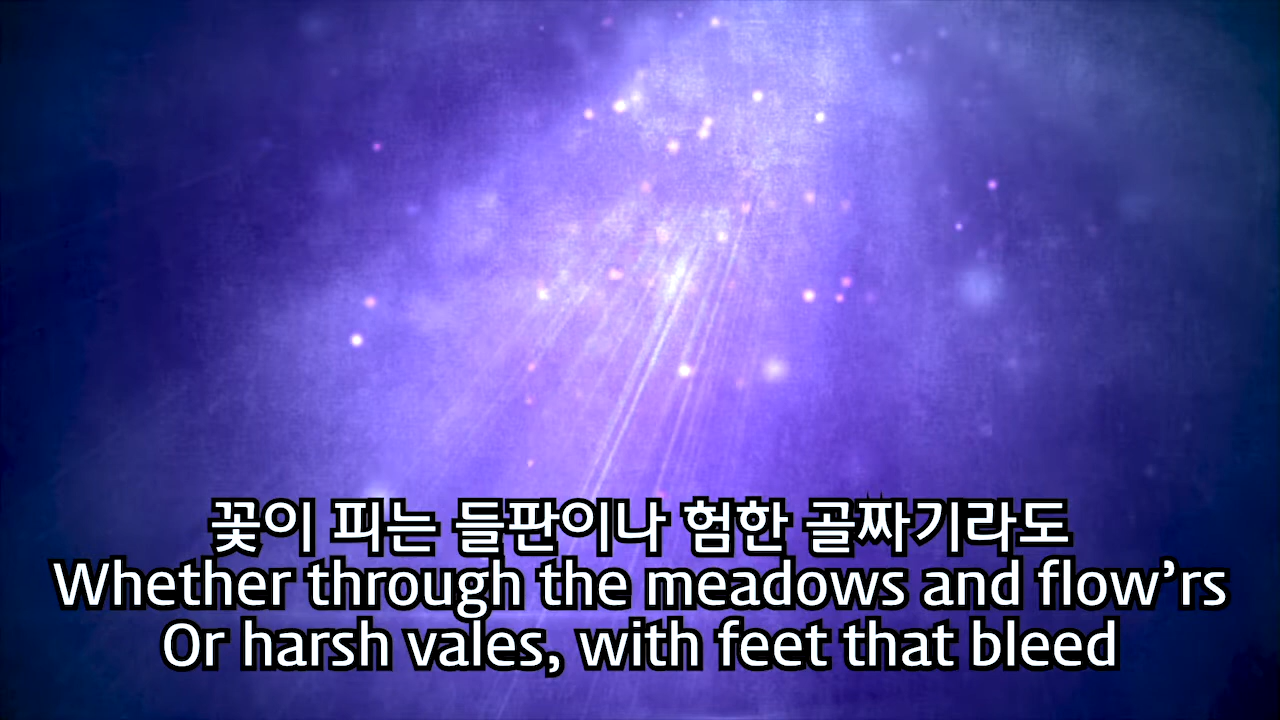 꽃이 피는 들판이나 험한 골짜기라도
Whether through the meadows and flow’rs
Or harsh vales, with feet that bleed